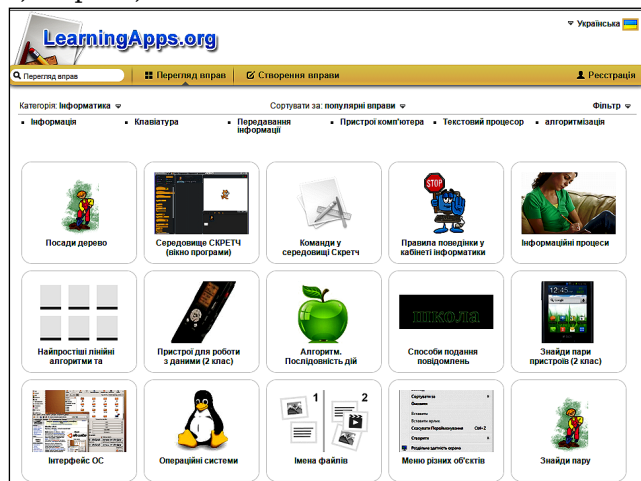 Українська
LearningApps.org
Перегляд вправ
Перегляд вправ
Створення вправи
Реєстрація
Категорія: Інформатика
Сортувати за: популярні вправи
Фільтр
Інформація
Клавіатура
Передавання
інформації
Пристрої комп'ютера
Текстовий процесор
алгоритмізація
STOP
12:45
Посади дерево
Середовище СКРЕТЧ
(вікно програми)
Команди у
середовищі Скретч
Правила поведінки у
кабінеті інформатики
Інформаційні процеси
школа
Найпростіші лінійні
алгоритми та
Пристрої для роботи
з даними (2 клас)
Алгоритм.
Послідовність дій
Способи подання
повідомлень
Знайди пари
пристроїв (2 клас)
1
2
Створити
Інтерфейс ОС
Операційні системи
Імена файлів
Меню різних об'єктів
Знайди пару